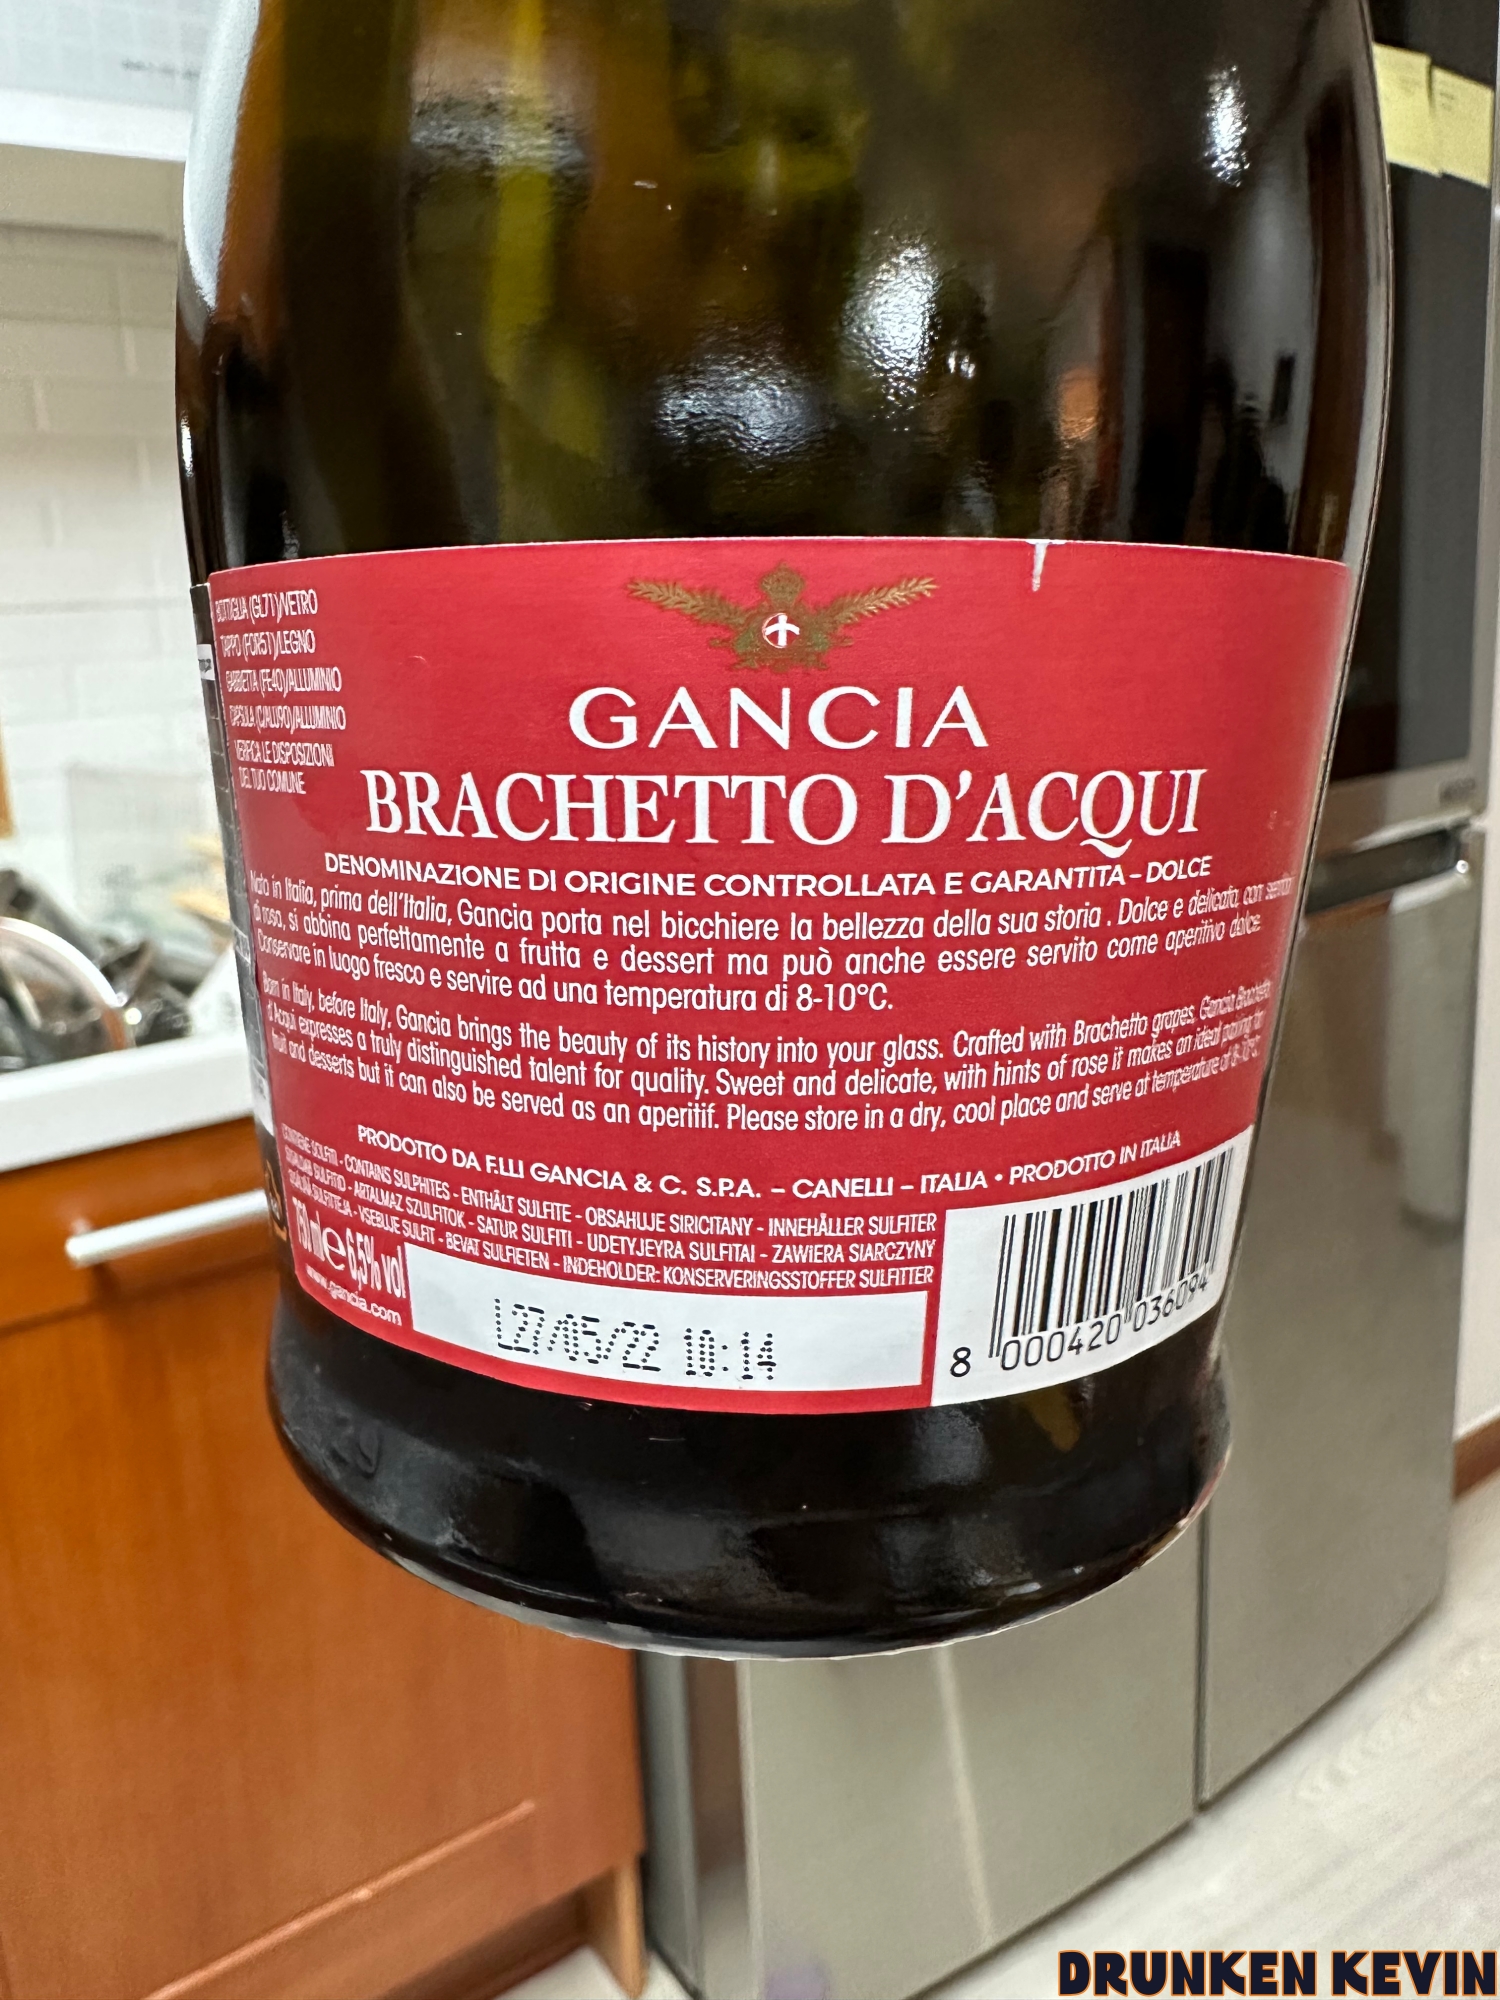 BOTTIGLIA (GL71)/VETRO
TAPPO (FOR51)/LEGNO
GABBIETTA (FE40)/ALLUMINIO
CAPSULA (C/ALU90)/ALLUMINIO
VERIFICA LE DISPOSIZIONI
DEL TUO COMUNE
GANCIA
BRACHETTO D'ACQUI
DENOMINAZIONE DI ORIGINE CONTROLLATA E GARANTITA – DOLCE
Nato in Italia, prima dell'Italia, Gancia porta nel bicchiere la bellezza della sua storia . Dolce e delicato, con
di rosa, si abbina perfettamente a frutta e dessert ma può anche essere servito come aperitivo dolce.
Conservare in luogo fresco e servire ad una temperatura di 8-10°C.
Born in Italy, before Italy, Gancia brings the beauty of its history into your glass. Crafted with Brachetto grapes, Gancia Brachetto
d'Acqui expresses a truly distinguished talent for quality. Sweet and delicate, with hints of rose it makes an ideal pairing for
fruit and desserts but it can also be served as an aperitif. Please store in a dry, cool place and serve at temperature of 8-10°C.
PRODOTTO DA F.LLI GANCIA & C. S.P.A. – CANELLI – ITALIA • PRODOTTO IN ITALIA
CONTIENE SOLFITI - CONTAINS SULPHITES - ENTHÄLT SULFITE - OBSAHUJE SIRICITANY - INNEHÅLLER SULFITER
SULFITID - ARTALMAZ SZULFITOK - SATUR SULFITI - UDETYJEYRA SULFITAI - ZAWIERA SIARCZYNY
SULFITTEJA - VSEBUJE SULFIT - BEVAT SULFIETEN - INDEHOLDER: KONSERVERINGSSTOFFER SULFITTER
750 ml e 6,5% vol
www.gancia.com
L27/05/22 10:14
8 000420 036094
DRUNKEN KEVIN